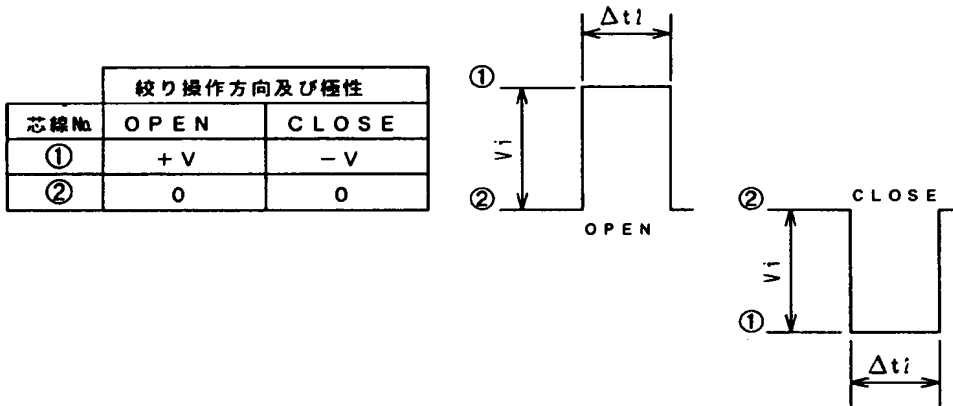 絞り操作方向及び極性
芯線№ OPEN CLOSE
① +V -V
② 0 0
Δti
①
Vi
②
OPEN
② CLOSE
Vi
①
Δti